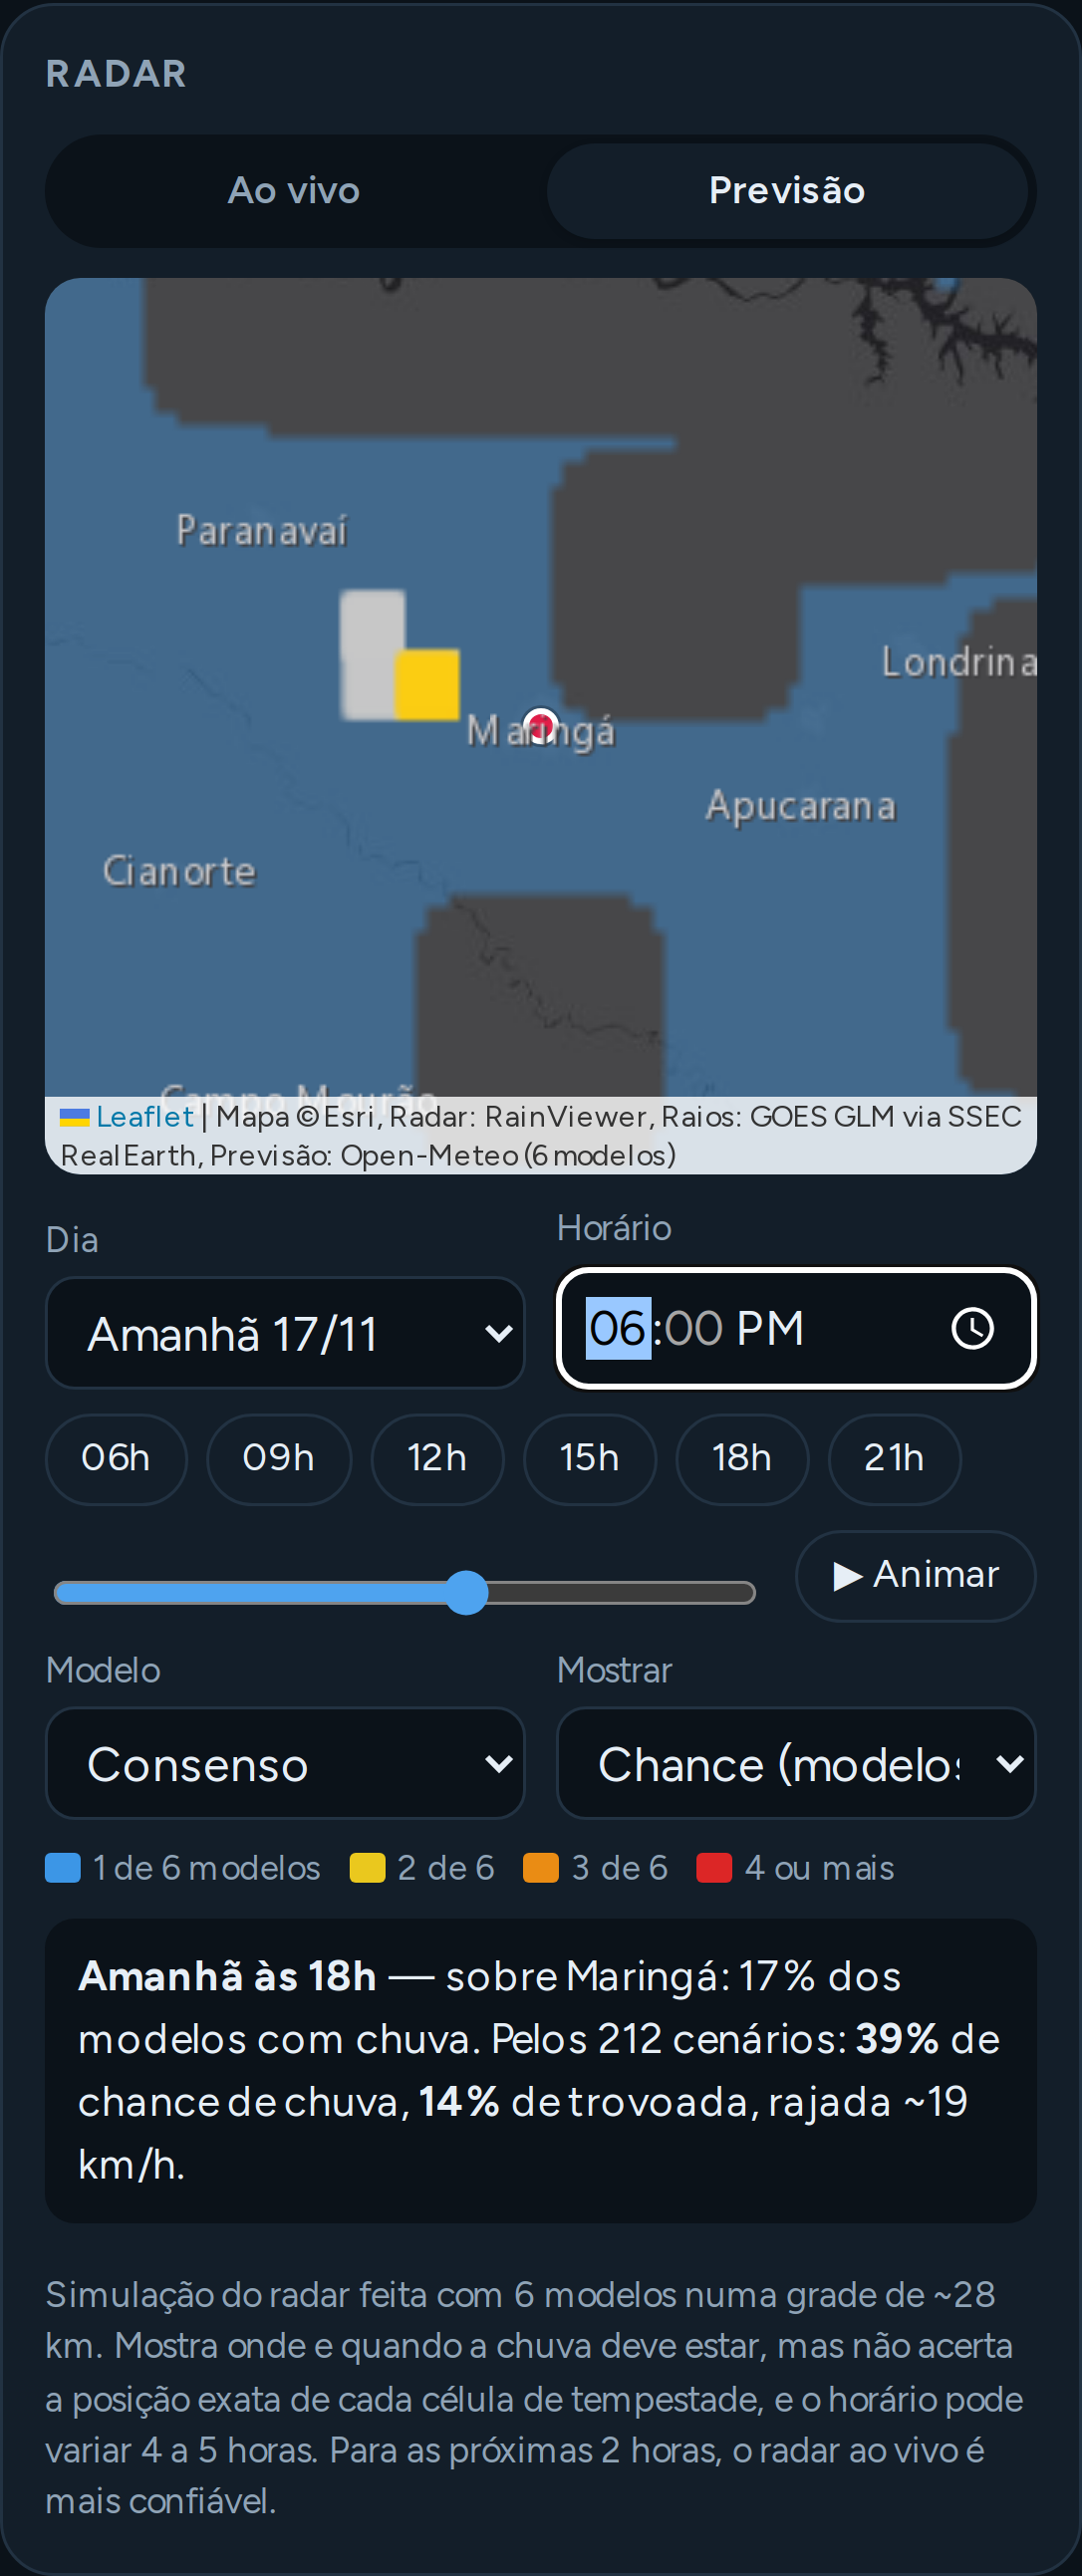 RADAR
Ao vivo
Previsão
Paranavaí
Londrina
Maringá
Apucarana
Cianorte
Campo Mourão
Leaflet | Mapa © Esri, Radar: RainViewer, Raios: GOES GLM via SSEC
RealEarth, Previsão: Open-Meteo (6 modelos)
Dia
Horário
Amanhã 17/11
06:00 PM
06h 09h 12h 15h 18h 21h
▶ Animar
Modelo
Mostrar
Consenso
Chance (modelos
1 de 6 modelos 2 de 6 3 de 6 4 ou mais
Amanhã às 18h — sobre Maringá: 17% dos
modelos com chuva. Pelos 212 cenários: 39% de
chance de chuva, 14% de trovoada, rajada ~19
km/h.
Simulação do radar feita com 6 modelos numa grade de ~28
km. Mostra onde e quando a chuva deve estar, mas não acerta
a posição exata de cada célula de tempestade, e o horário pode
variar 4 a 5 horas. Para as próximas 2 horas, o radar ao vivo é
mais confiável.